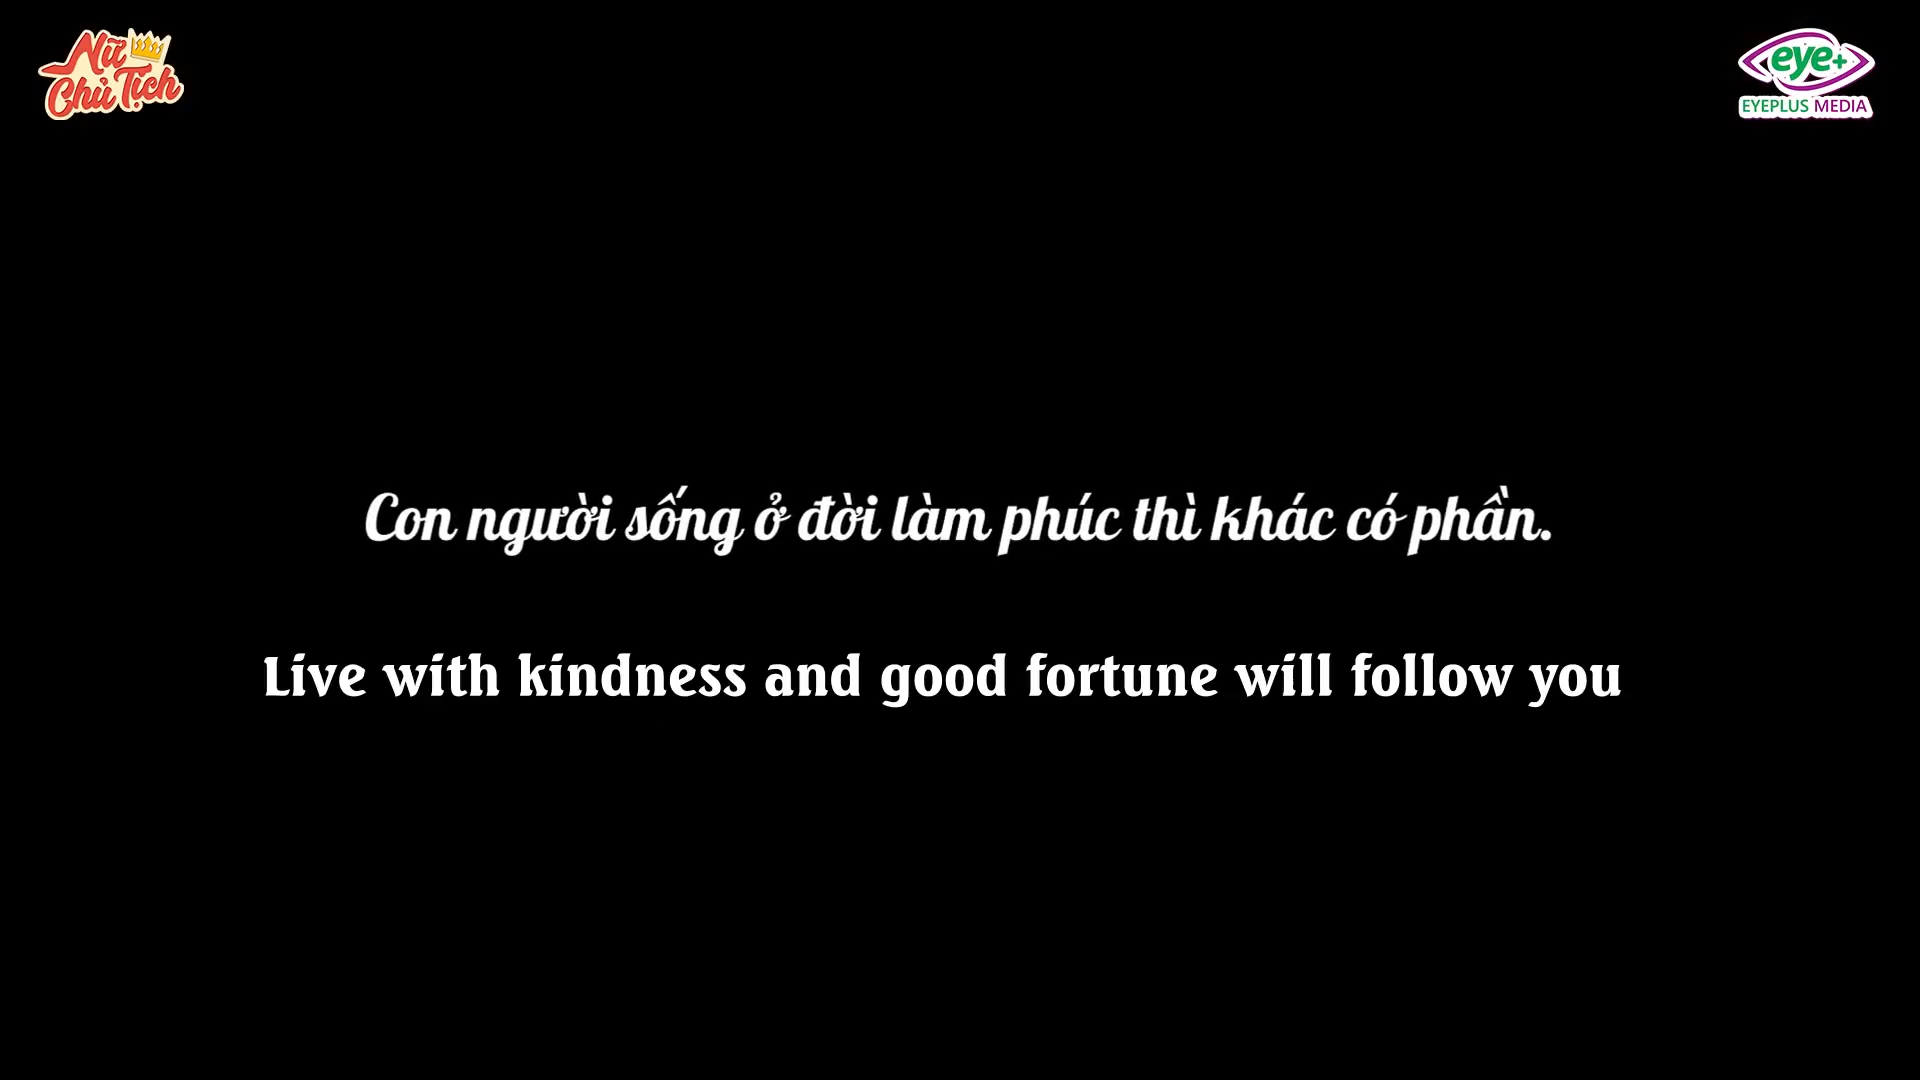 Nữ
Chủ Tịch
eye+
EYEPLUS MEDIA
Con người sống ở đời làm phúc thì khác có phần.
Live with kindness and good fortune will follow you